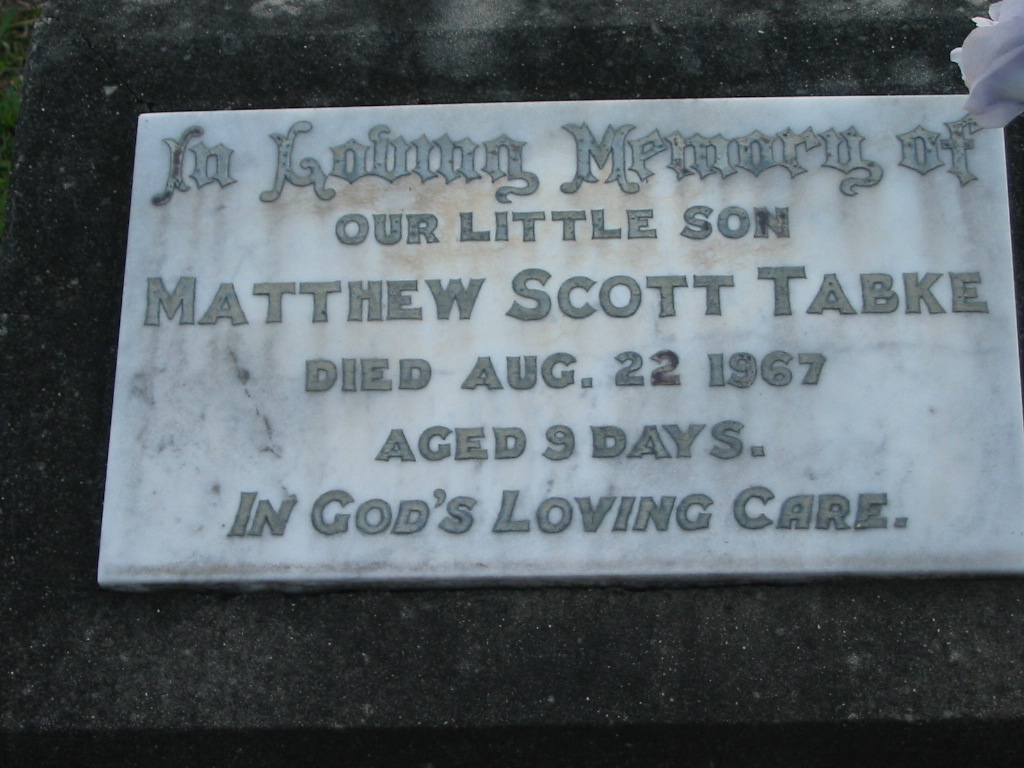 In Loving Memory of
OUR LITTLE SON
MATTHEW SCOTT TABKE
DIED AUG. 22 1967
AGED 9 DAYS.
IN GOD'S LOVING CARE.